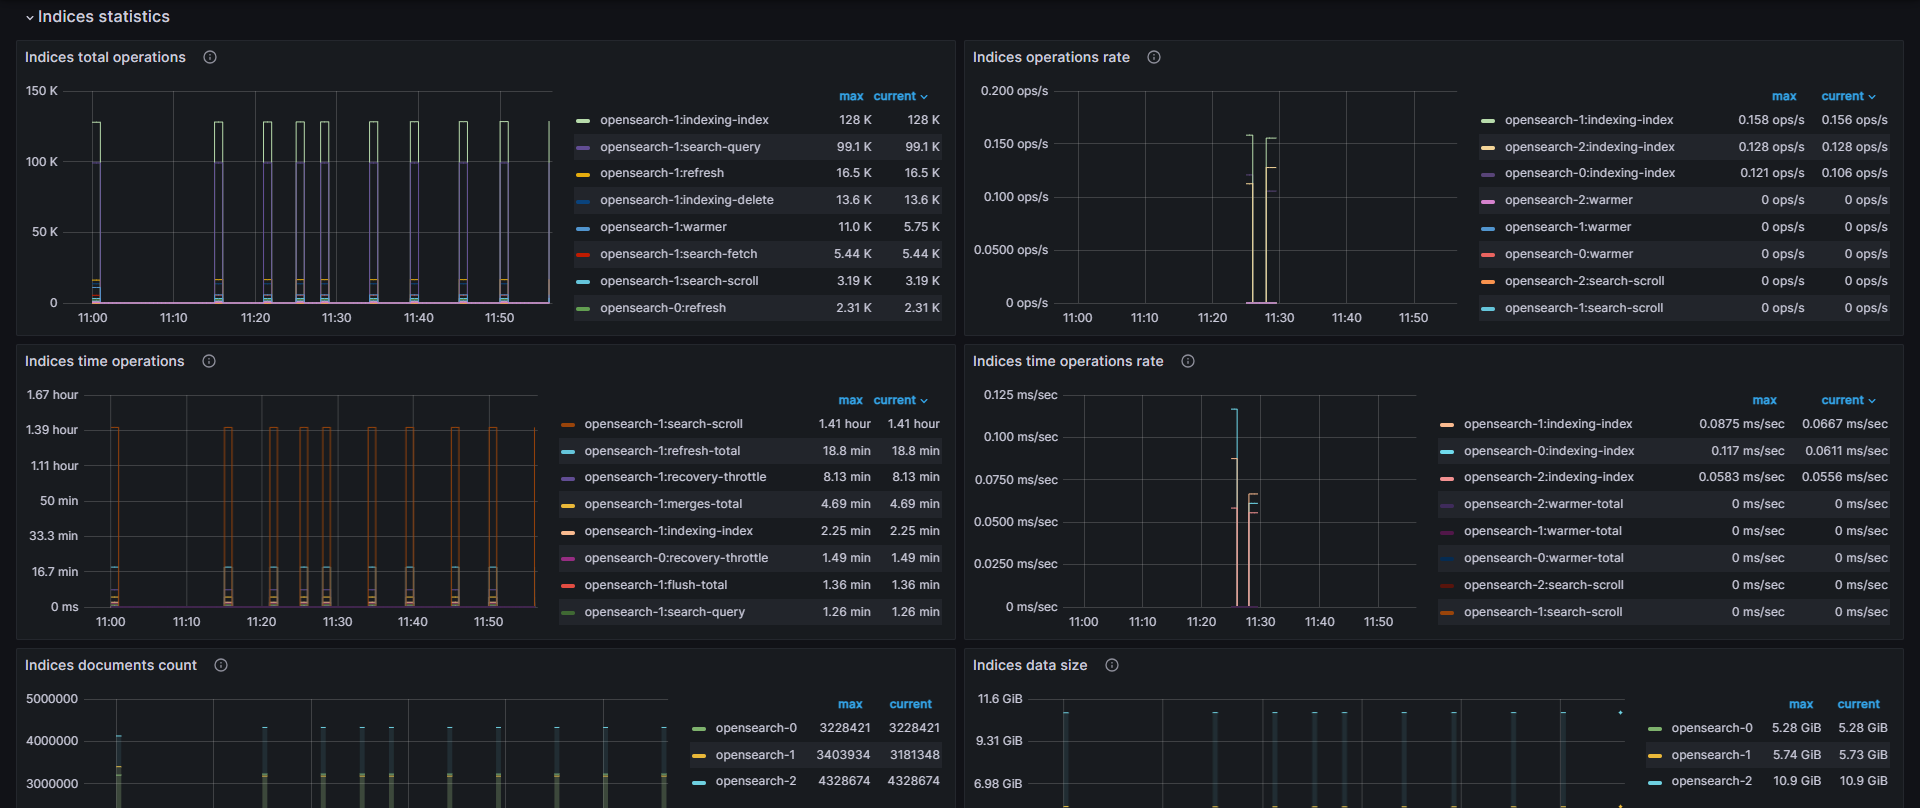 Indices statistics
Indices total operations
150 K
100 K
50 K
0
11:00 11:10 11:20 11:30 11:40 11:50
max current
opensearch-1:indexing-index 128 K 128 K
opensearch-1:search-query 99.1 K 99.1 K
opensearch-1:refresh 16.5 K 16.5 K
opensearch-1:indexing-delete 13.6 K 13.6 K
opensearch-1:warmer 11.0 K 5.75 K
opensearch-1:search-fetch 5.44 K 5.44 K
opensearch-1:search-scroll 3.19 K 3.19 K
opensearch-0:refresh 2.31 K 2.31 K
Indices operations rate
0.200 ops/s
0.150 ops/s
0.100 ops/s
0.0500 ops/s
0 ops/s
11:00 11:10 11:20 11:30 11:40 11:50
max current
opensearch-1:indexing-index 0.158 ops/s 0.156 ops/s
opensearch-2:indexing-index 0.128 ops/s 0.128 ops/s
opensearch-0:indexing-index 0.121 ops/s 0.106 ops/s
opensearch-2:warmer 0 ops/s 0 ops/s
opensearch-1:warmer 0 ops/s 0 ops/s
opensearch-0:warmer 0 ops/s 0 ops/s
opensearch-2:search-scroll 0 ops/s 0 ops/s
opensearch-1:search-scroll 0 ops/s 0 ops/s
Indices time operations
1.67 hour
1.39 hour
1.11 hour
50 min
33.3 min
16.7 min
0 ms
11:00 11:10 11:20 11:30 11:40 11:50
max current
opensearch-1:search-scroll 1.41 hour 1.41 hour
opensearch-1:refresh-total 18.8 min 18.8 min
opensearch-1:recovery-throttle 8.13 min 8.13 min
opensearch-1:merges-total 4.69 min 4.69 min
opensearch-1:indexing-index 2.25 min 2.25 min
opensearch-0:recovery-throttle 1.49 min 1.49 min
opensearch-1:flush-total 1.36 min 1.36 min
opensearch-1:search-query 1.26 min 1.26 min
Indices time operations rate
0.125 ms/sec
0.100 ms/sec
0.0750 ms/sec
0.0500 ms/sec
0.0250 ms/sec
0 ms/sec
11:00 11:10 11:20 11:30 11:40 11:50
max current
opensearch-1:indexing-index 0.0875 ms/sec 0.0667 ms/sec
opensearch-0:indexing-index 0.117 ms/sec 0.0611 ms/sec
opensearch-2:indexing-index 0.0583 ms/sec 0.0556 ms/sec
opensearch-2:warmer-total 0 ms/sec 0 ms/sec
opensearch-1:warmer-total 0 ms/sec 0 ms/sec
opensearch-0:warmer-total 0 ms/sec 0 ms/sec
opensearch-2:search-scroll 0 ms/sec 0 ms/sec
opensearch-1:search-scroll 0 ms/sec 0 ms/sec
Indices documents count
5000000
4000000
3000000
max current
opensearch-0 3228421 3228421
opensearch-1 3403934 3181348
opensearch-2 4328674 4328674
Indices data size
11.6 GiB
9.31 GiB
6.98 GiB
max current
opensearch-0 5.28 GiB 5.28 GiB
opensearch-1 5.74 GiB 5.73 GiB
opensearch-2 10.9 GiB 10.9 GiB